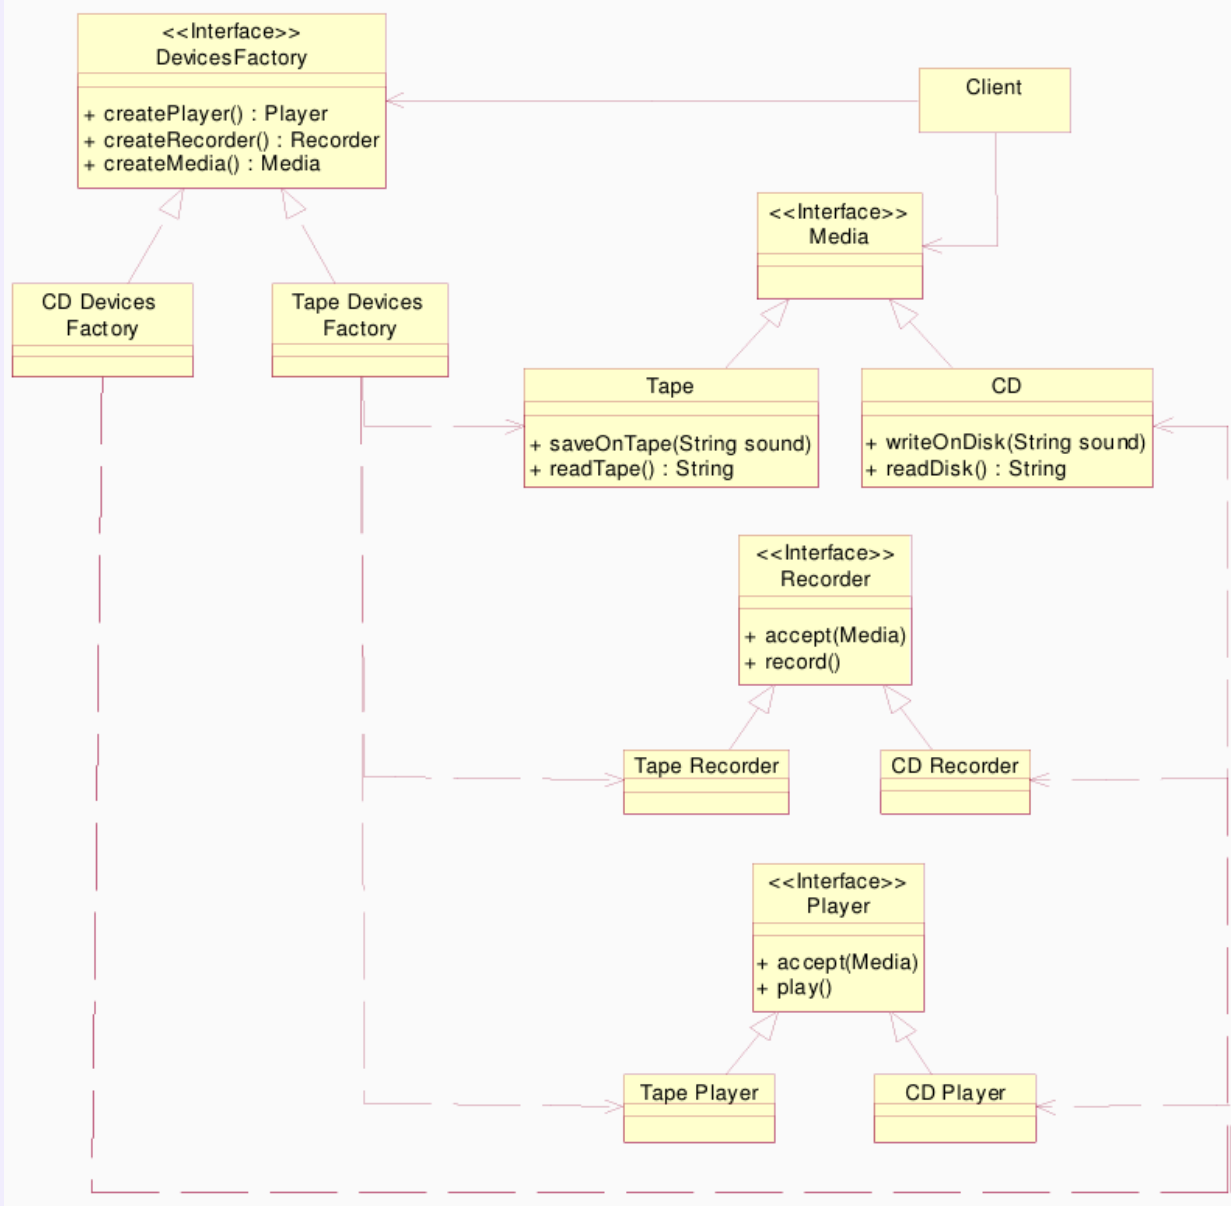 <<Interface>>
DevicesFactory
+ createPlayer() : Player
+ createRecorder() : Recorder
+ createMedia() : Media
Client
<<Interface>>
Media
CD Devices
Factory
Tape Devices
Factory
Tape
+ saveOnTape(String sound)
+ readTape() : String
CD
+ writeOnDisk(String sound)
+ readDisk() : String
<<Interface>>
Recorder
+ accept(Media)
+ record()
Tape Recorder
CD Recorder
<<Interface>>
Player
+ accept(Media)
+ play()
Tape Player
CD Player